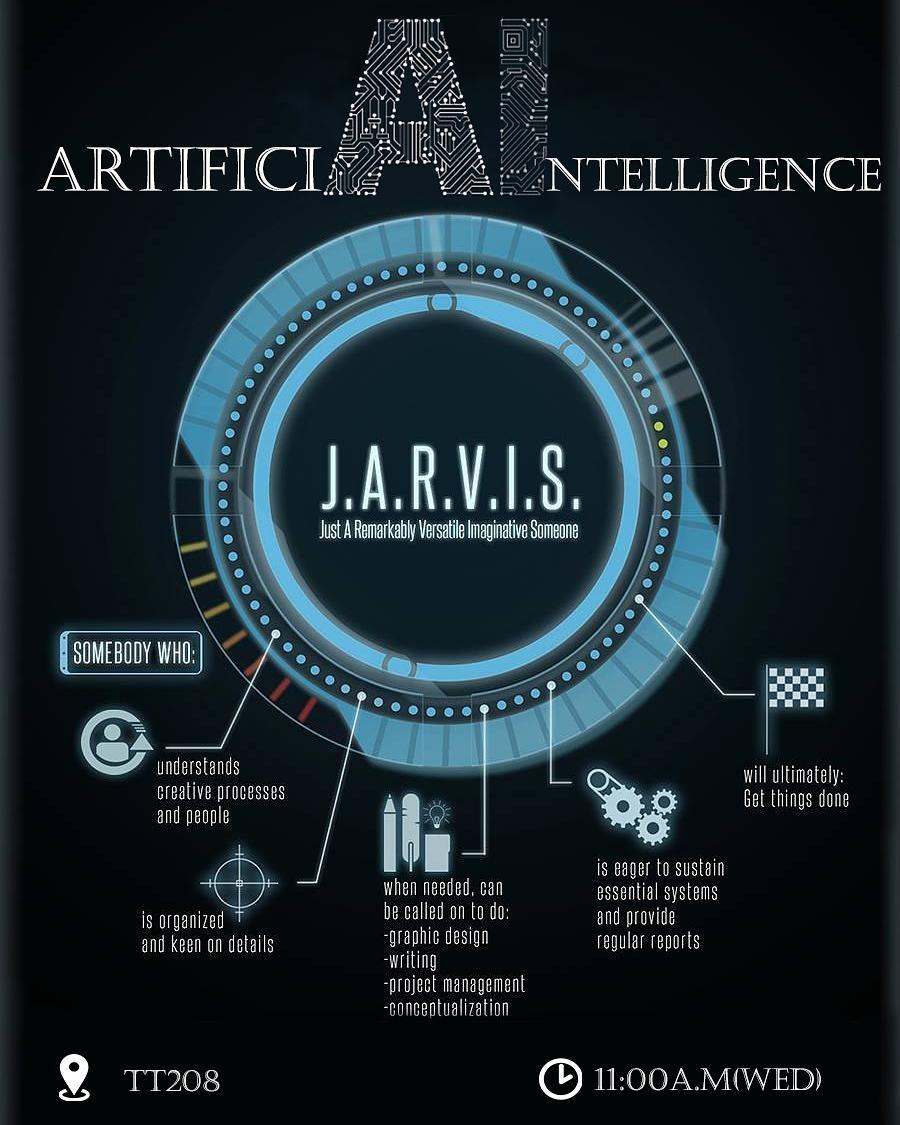 ARTIFICIAI NTELLIGENCE
J.A.R.V.I.S.
Just A Remarkably Versatile Imaginative Someone
SOMEBODY WHO:
understands
creative processes
and people
is organized
and keen on details
when needed, can
be called on to do:
-graphic design
-writing
-project management
-conceptualization
is eager to sustain
essential systems
and provide
regular reports
will ultimately:
Get things done
TT208
11:00A.M(WED)